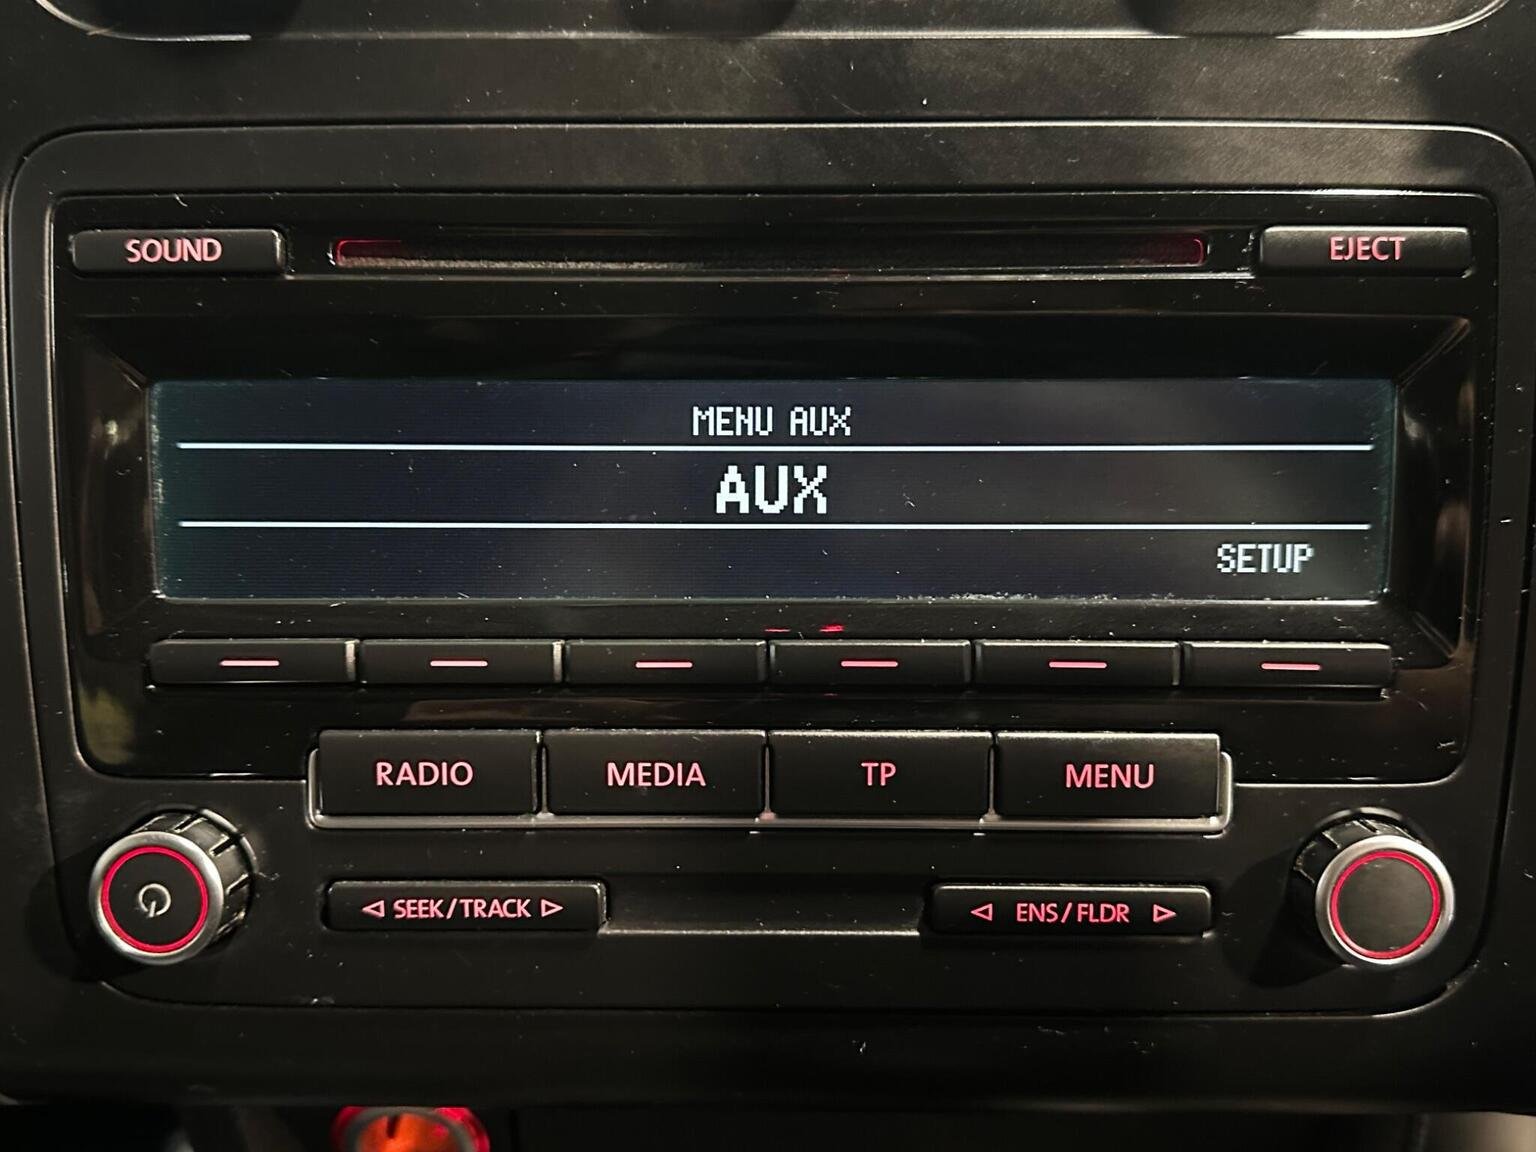 SOUND
EJECT
MENU AUX
AUX
SETUP
RADIO
MEDIA
TP
MENU
SEEK/TRACK
ENS/FLDR